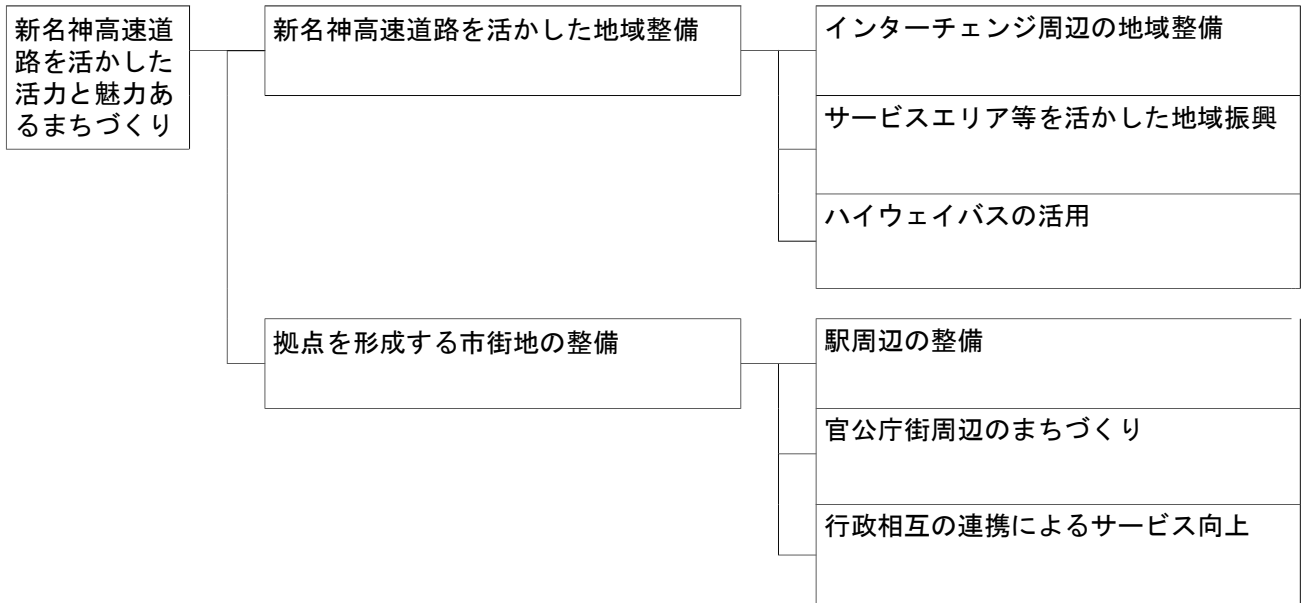 新名神高速道
路を活かした
活力と魅力あ
るまちづくり
新名神高速道路を活かした地域整備
インターチェンジ周辺の地域整備
サービスエリア等を活かした地域振興
ハイウェイバスの活用
拠点を形成する市街地の整備
駅周辺の整備
官公庁街周辺のまちづくり
行政相互の連携によるサービス向上